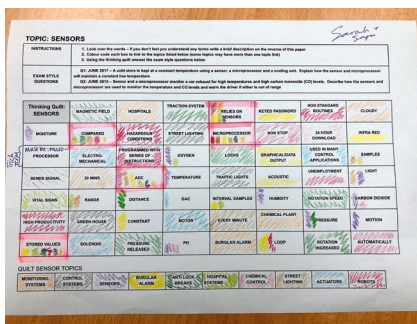 Sarah +
TOPIC: SENSORS
INSTRUCTIONS
1. Look over the words – if you don't feel you understand any terms write a brief description on the reverse of this paper
2. Colour code each box to link to the topics listed below (some topics may have more than one topic link)
3. Using the thinking quilt answer the exam style questions below
EXAM STYLE QUESTIONS
Q1: JUNE 2017 – A cold store is kept at a constant temperature using a sensor, a microprocessor and a cooling unit. Explain how the sensor and microprocessor will maintain a constant low temperature
Q2: JUNE 2015 – Sensor and a microprocessor monitor a car exhaust for high temperatures and high carbon monoxide (CO) levels. Describe how the sensors and microprocessor are used to monitor the temperature and CO levels and warn the driver if either is out of range
Thinking Quilt: SENSORS MAGNETIC FIELD HOSPITALS TRACTION SYSTEM RELIES ON SENSORS KEYED PASSWORD NON STANDARD ROUTINES CLOUDY
MOISTURE COMPARED HAZARDOUS CONDITIONS STREET LIGHTING MICROPROCESSOR NON STOP 24 HOUR DOWNLOAD INFRA RED
MUST BE MICRO-
PROCESSOR ELECTRO-MECHANICAL PROGRAMMED WITH SERIES OF INSTRUCTIONS OXYGEN LOCKS GRAPHICAL/DATA OUTPUT USED IN MANY CONTROL APPLICATIONS SAMPLES
SENDS SIGNAL 30 MINS ADC TEMPERATURE TRAFFIC LIGHTS ACOUSTIC UNEMPLOYMENT LIGHT
VITAL SIGNS RANGE DISTANCE DAC INTERVAL SAMPLES HUMIDITY ROTATION SPEED CARBON DIOXIDE
HIGH PRODUCTIVITY GREEN HOUSE CONSTANT MOTOR EVERY MINUTE CHEMICAL PLANT PRESSURE MOTION
STORED VALUES SOLENOID PRESSURE RELEASED PH BURGLAR ALARM LOOP ROTATION INCREASED AUTOMATICALLY
QUILT SENSOR TOPICS
MONITORING SYSTEMS CONTROL SYSTEMS SENSORS BURGLAR ALARM ANTI LOCK BREAKS HOSPITAL SYSTEMS CHEMICAL CONTROL STREET LIGHTING ACTUATORS ROBOTS